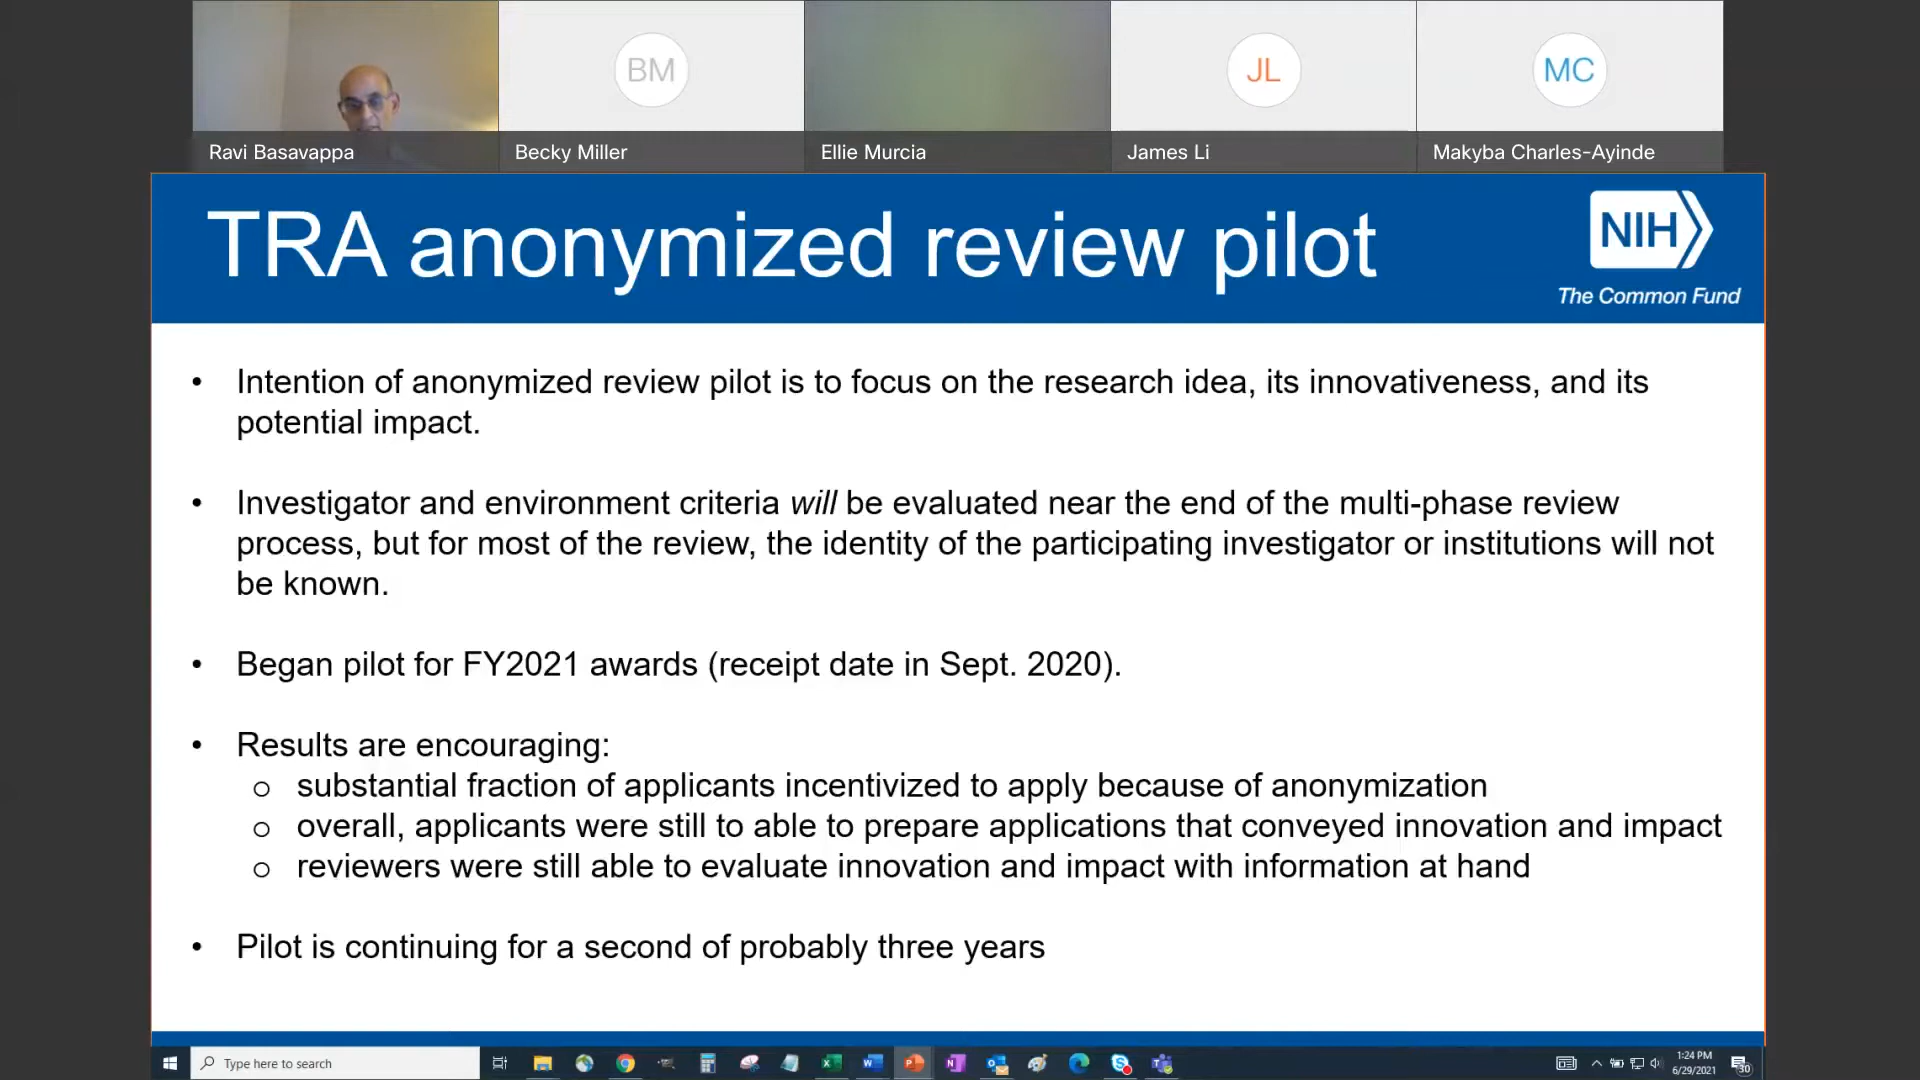 BM
JL
MC
Ravi Basavappa
Becky Miller
Ellie Murcia
James Li
Makyba Charles-Ayinde
TRA anonymized review pilot
NIH
The Common Fund
• Intention of anonymized review pilot is to focus on the research idea, its innovativeness, and its
potential impact.
• Investigator and environment criteria will be evaluated near the end of the multi-phase review
process, but for most of the review, the identity of the participating investigator or institutions will not
be known.
• Began pilot for FY2021 awards (receipt date in Sept. 2020).
• Results are encouraging:
o substantial fraction of applicants incentivized to apply because of anonymization
o overall, applicants were still to able to prepare applications that conveyed innovation and impact
o reviewers were still able to evaluate innovation and impact with information at hand
• Pilot is continuing for a second of probably three years
Type here to search
1:24 PM
6/29/2021
30